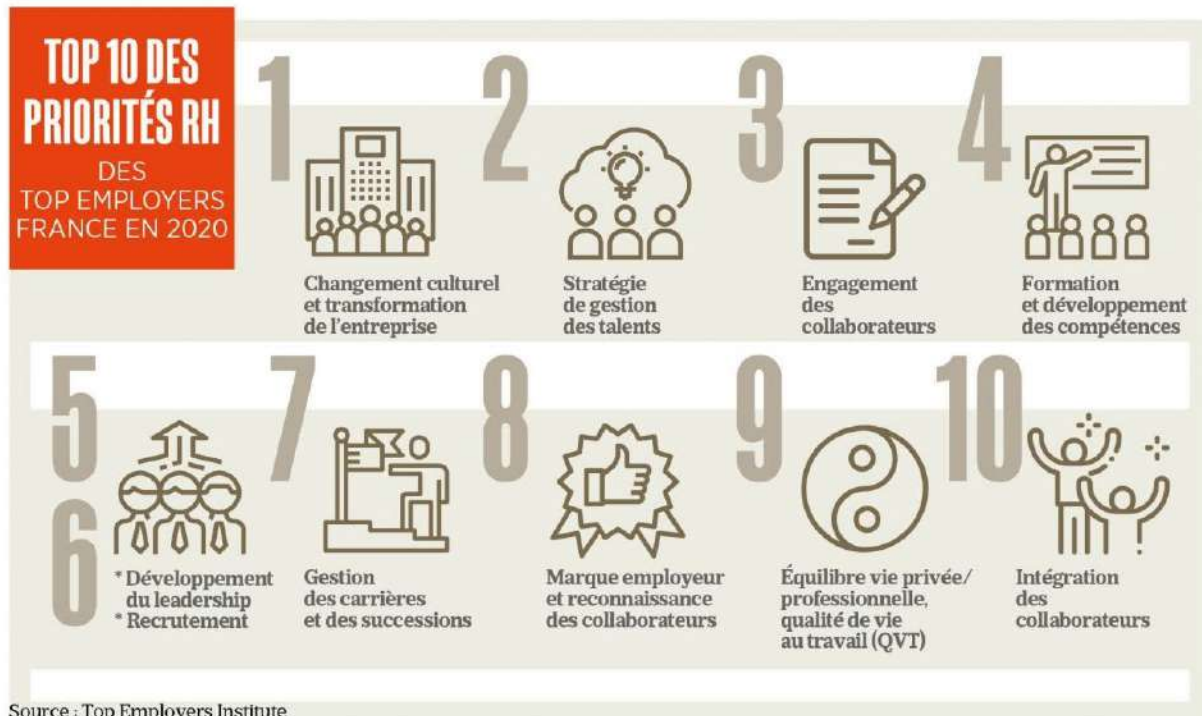 TOP 10 DES
PRIORITÉS RH
DES
TOP EMPLOYERS
FRANCE EN 2020
1
Changement culturel
et transformation
de l'entreprise
2
Stratégie
de gestion
des talents
3
Engagement
des
collaborateurs
4
Formation
et développement
des compétences
5
6
* Développement
du leadership
* Recrutement
7
Gestion
des carrières
et des successions
8
Marque employeur
et reconnaissance
des collaborateurs
9
Équilibre vie privée/
professionnelle,
qualité de vie
au travail (QVT)
10
Intégration
des
collaborateurs
Source : Top Employers Institute